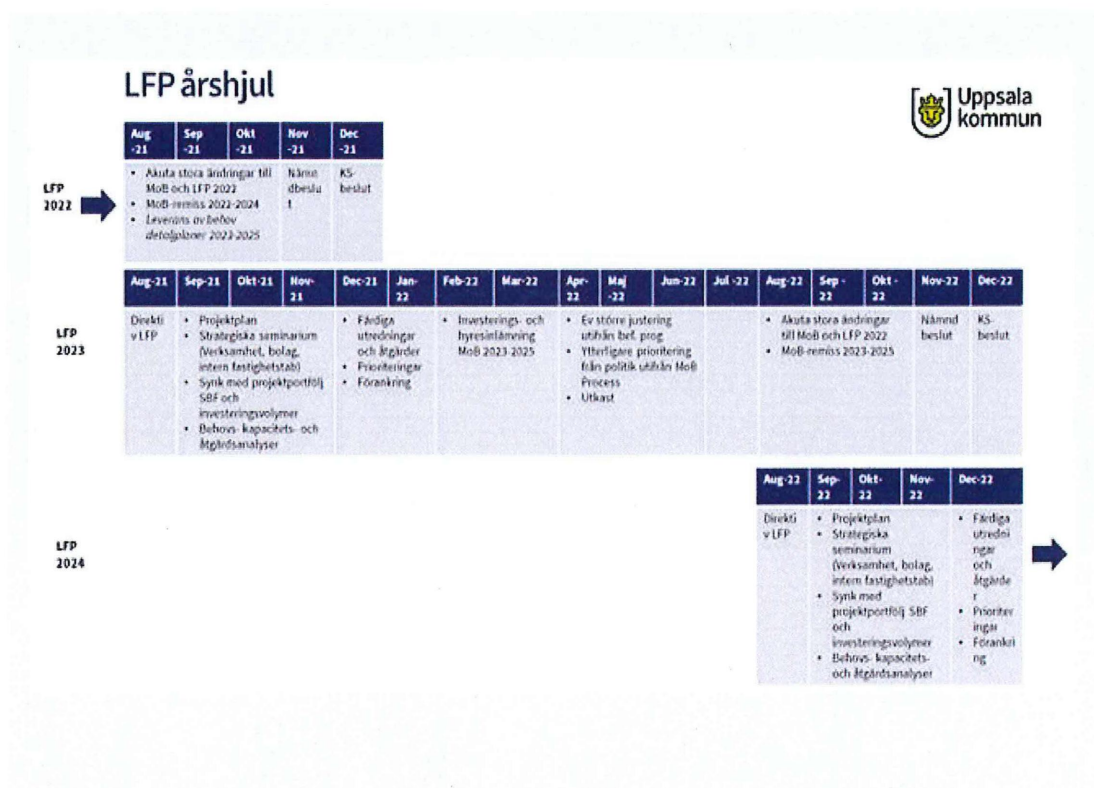 LFP årshjul
Uppsala
kommun
Aug
-21
Sep
-21
Okt
-21
Nov
-21
Dec
-21
LFP
2022
• Akuta stora ändringar till
MoB och LFP 2022
• MoB-remiss 2022-2024
• Leverans av behov
detaljplaner 2023-2025
Nämn
dbeslu
t
KS-
beslut
Aug-21
Sep-21
Okt-21
Nov-
21
Dec-21
Jan-
22
Feb-22
Mar-22
Apr-
22
Maj
-22
Jun-22
Jul -22
Aug-22
Sep -
22
Okt -
22
Nov-22
Dec-22
LFP
2023
Direkti
v LFP
• Projektplan
• Strategiska seminarium
(Verksamhet, bolag,
intern fastighetstab)
• Synk med projektportfölj
SBF och
investeringsvolymer
• Behovs- kapacitets- och
åtgärdsanalyser
• Färdiga
utredningar
och åtgärder
• Prioriteringar
• Förankring
• Investerings- och
hyresinlämning
MoB 2023-2025
• Ev större justering
utifrån bef. prog
• Ytterligare prioritering
från politik utifrån MoB
Process
• Utkast
• Akuta stora ändringar
till MoB och LFP 2022
• MoB-remiss 2023-2025
Nämnd
beslut
KS-
beslut
Aug-22
Sep-
22
Okt-
22
Nov-
22
Dec-22
LFP
2024
Direkti
v LFP
• Projektplan
• Strategiska
seminarium
(Verksamhet, bolag,
intern fastighetstab)
• Synk med
projektportfölj SBF
och
investeringsvolymer
• Behovs- kapacitets-
och åtgärdsanalyser
• Färdiga
utredni
ngar
och
åtgärde
r
• Prioriter
ingar
• Förankri
ng